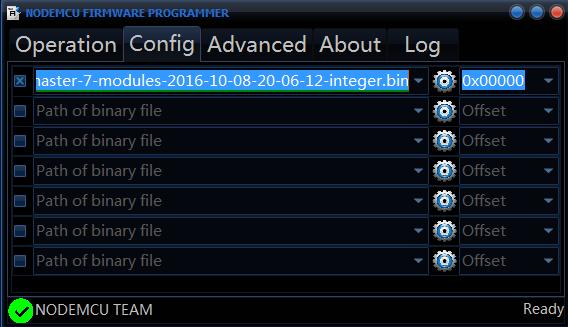 NODEMCU FIRMWARE PROGRAMMER
Operation Config Advanced About Log
master-7-modules-2016-10-08-20-06-12-integer.bin 0x00000
Path of binary file Offset
Path of binary file Offset
Path of binary file Offset
Path of binary file Offset
Path of binary file Offset
Path of binary file Offset
NODEMCU TEAM Ready